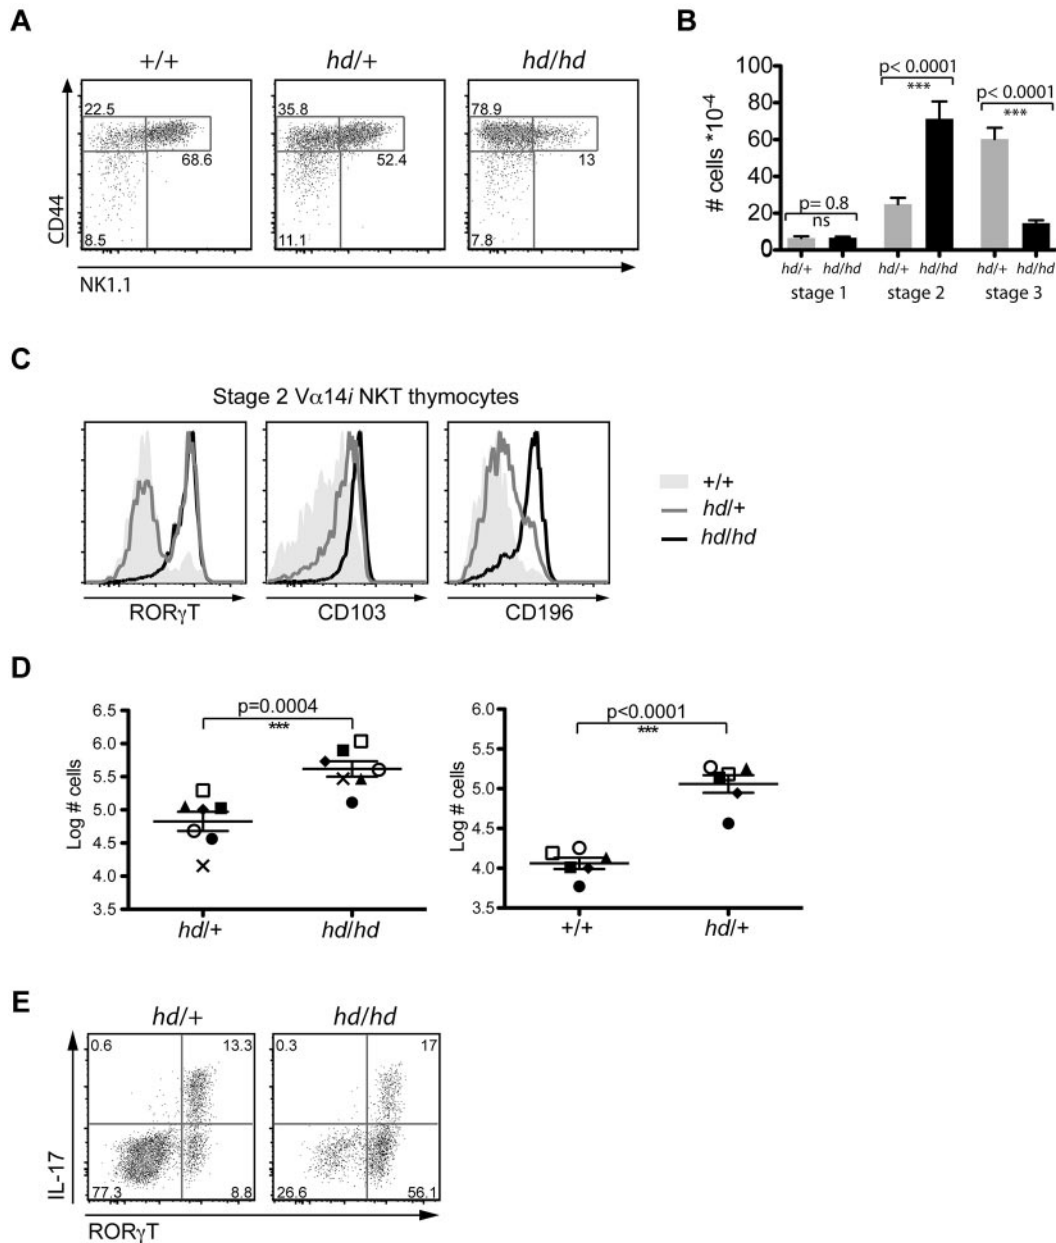 A
+/+ hd/+ hd/hd
22.5 35.8 78.9
68.6 52.4 13
8.5 11.1 7.8
CD44
NK1.1
B
# cells *10-4
100
80
60
40
20
0
p= 0.8
ns
p< 0.0001
***
p< 0.0001
***
hd/+ hd/hd hd/+ hd/hd hd/+ hd/hd
stage 1 stage 2 stage 3
C
Stage 2 Vα14i NKT thymocytes
RORγT CD103 CD196
+/+
hd/+
hd/hd
D
Log # cells
6.5
6.0
5.5
5.0
4.5
4.0
3.5
p=0.0004
***
hd/+ hd/hd
Log # cells
6.0
5.5
5.0
4.5
4.0
3.5
p<0.0001
***
+/+ hd/+
E
hd/+ hd/hd
0.6 13.3 0.3 17
77.3 8.8 26.6 56.1
IL-17
RORγT